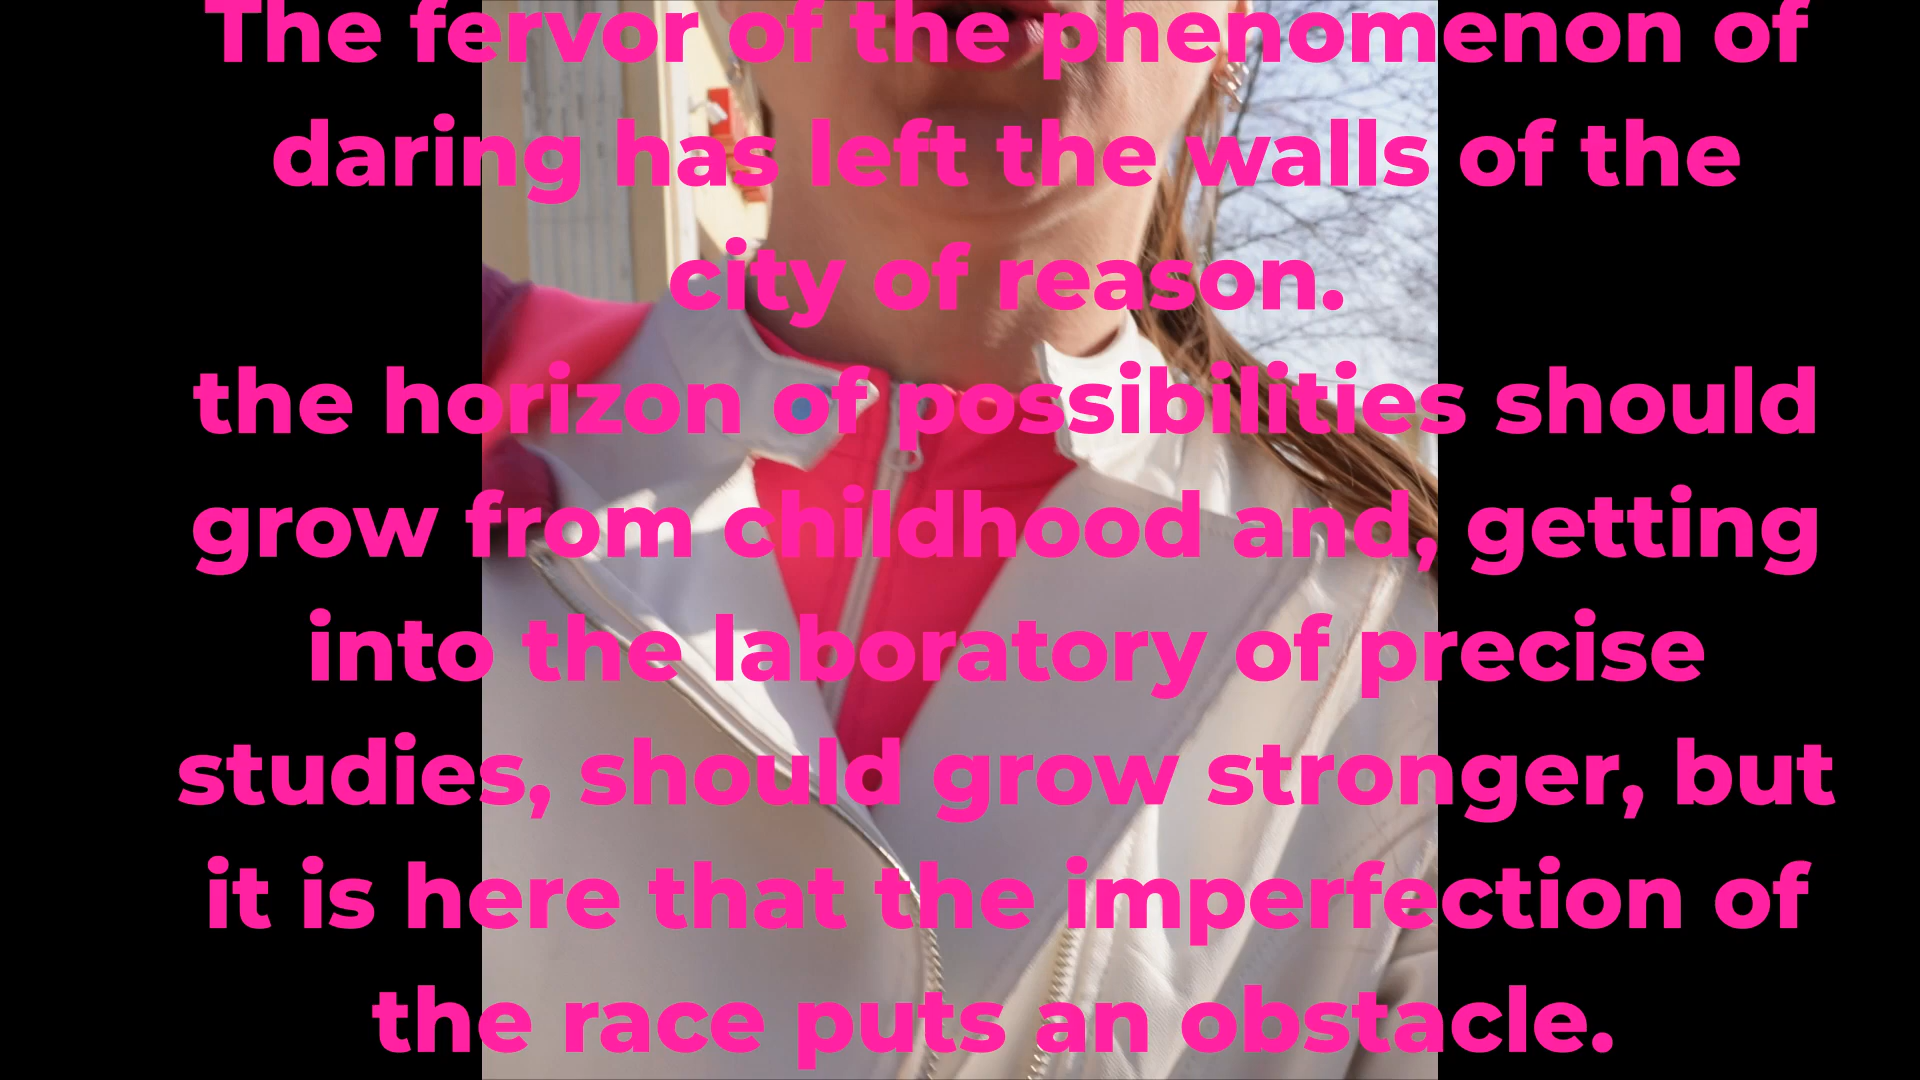 The fervor of the phenomenon of
daring has left the walls of the
city of reason.
the horizon of possibilities should
grow from childhood and, getting
into the laboratory of precise
studies, should grow stronger, but
it is here that the imperfection of
the race puts an obstacle.